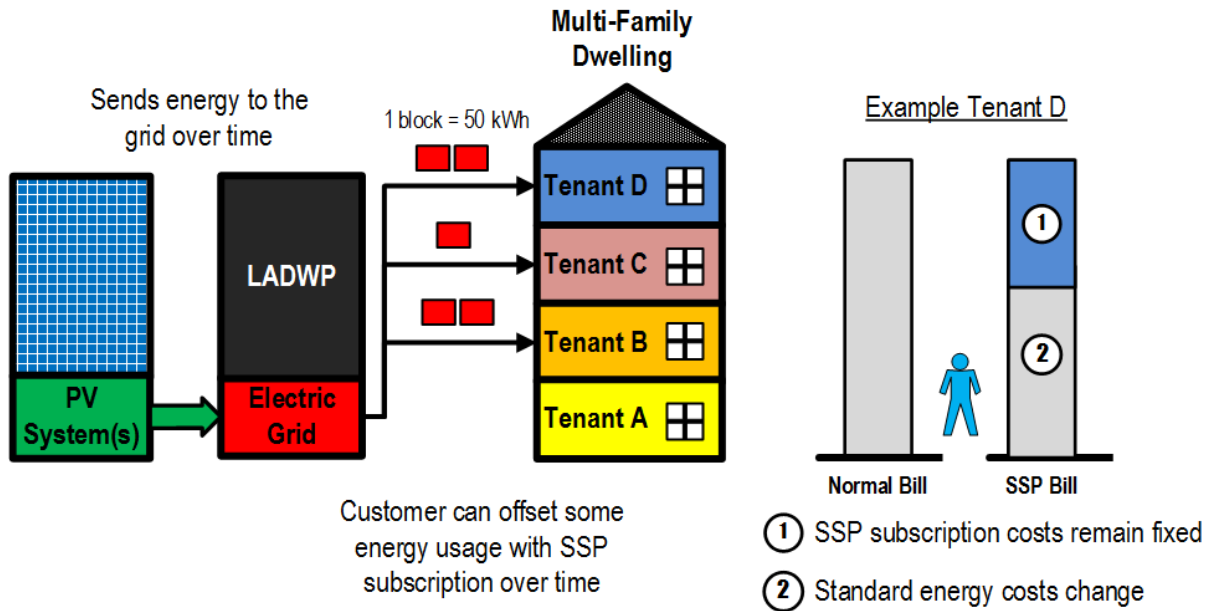 Multi-Family
Dwelling
Sends energy to the
grid over time
1 block = 50 kWh
Example Tenant D
Tenant D
Tenant C
Tenant B
Tenant A
LADWP
PV
System(s)
Electric
Grid
1
2
Normal Bill
SSP Bill
Customer can offset some
energy usage with SSP
subscription over time
1 SSP subscription costs remain fixed
2 Standard energy costs change